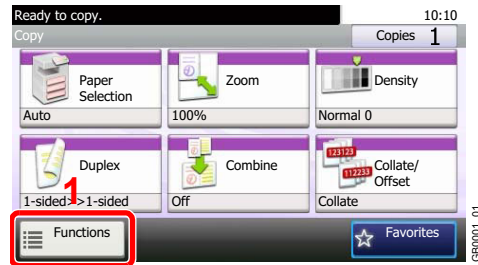 Ready to copy.
10:10
Copy
Copies 1
Paper
Selection
Zoom
Density
Auto
100%
Normal 0
123123
112233
Duplex
Combine
Collate/
Offset
1-sided>>1-sided
Off
Collate
1
Functions
Favorites
GB0001_01